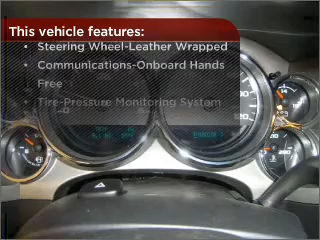 This vehicle features:
• Steering Wheel-Leather Wrapped
• Communications-Onboard Hands
• Free
• Tire-Pressure Monitoring System